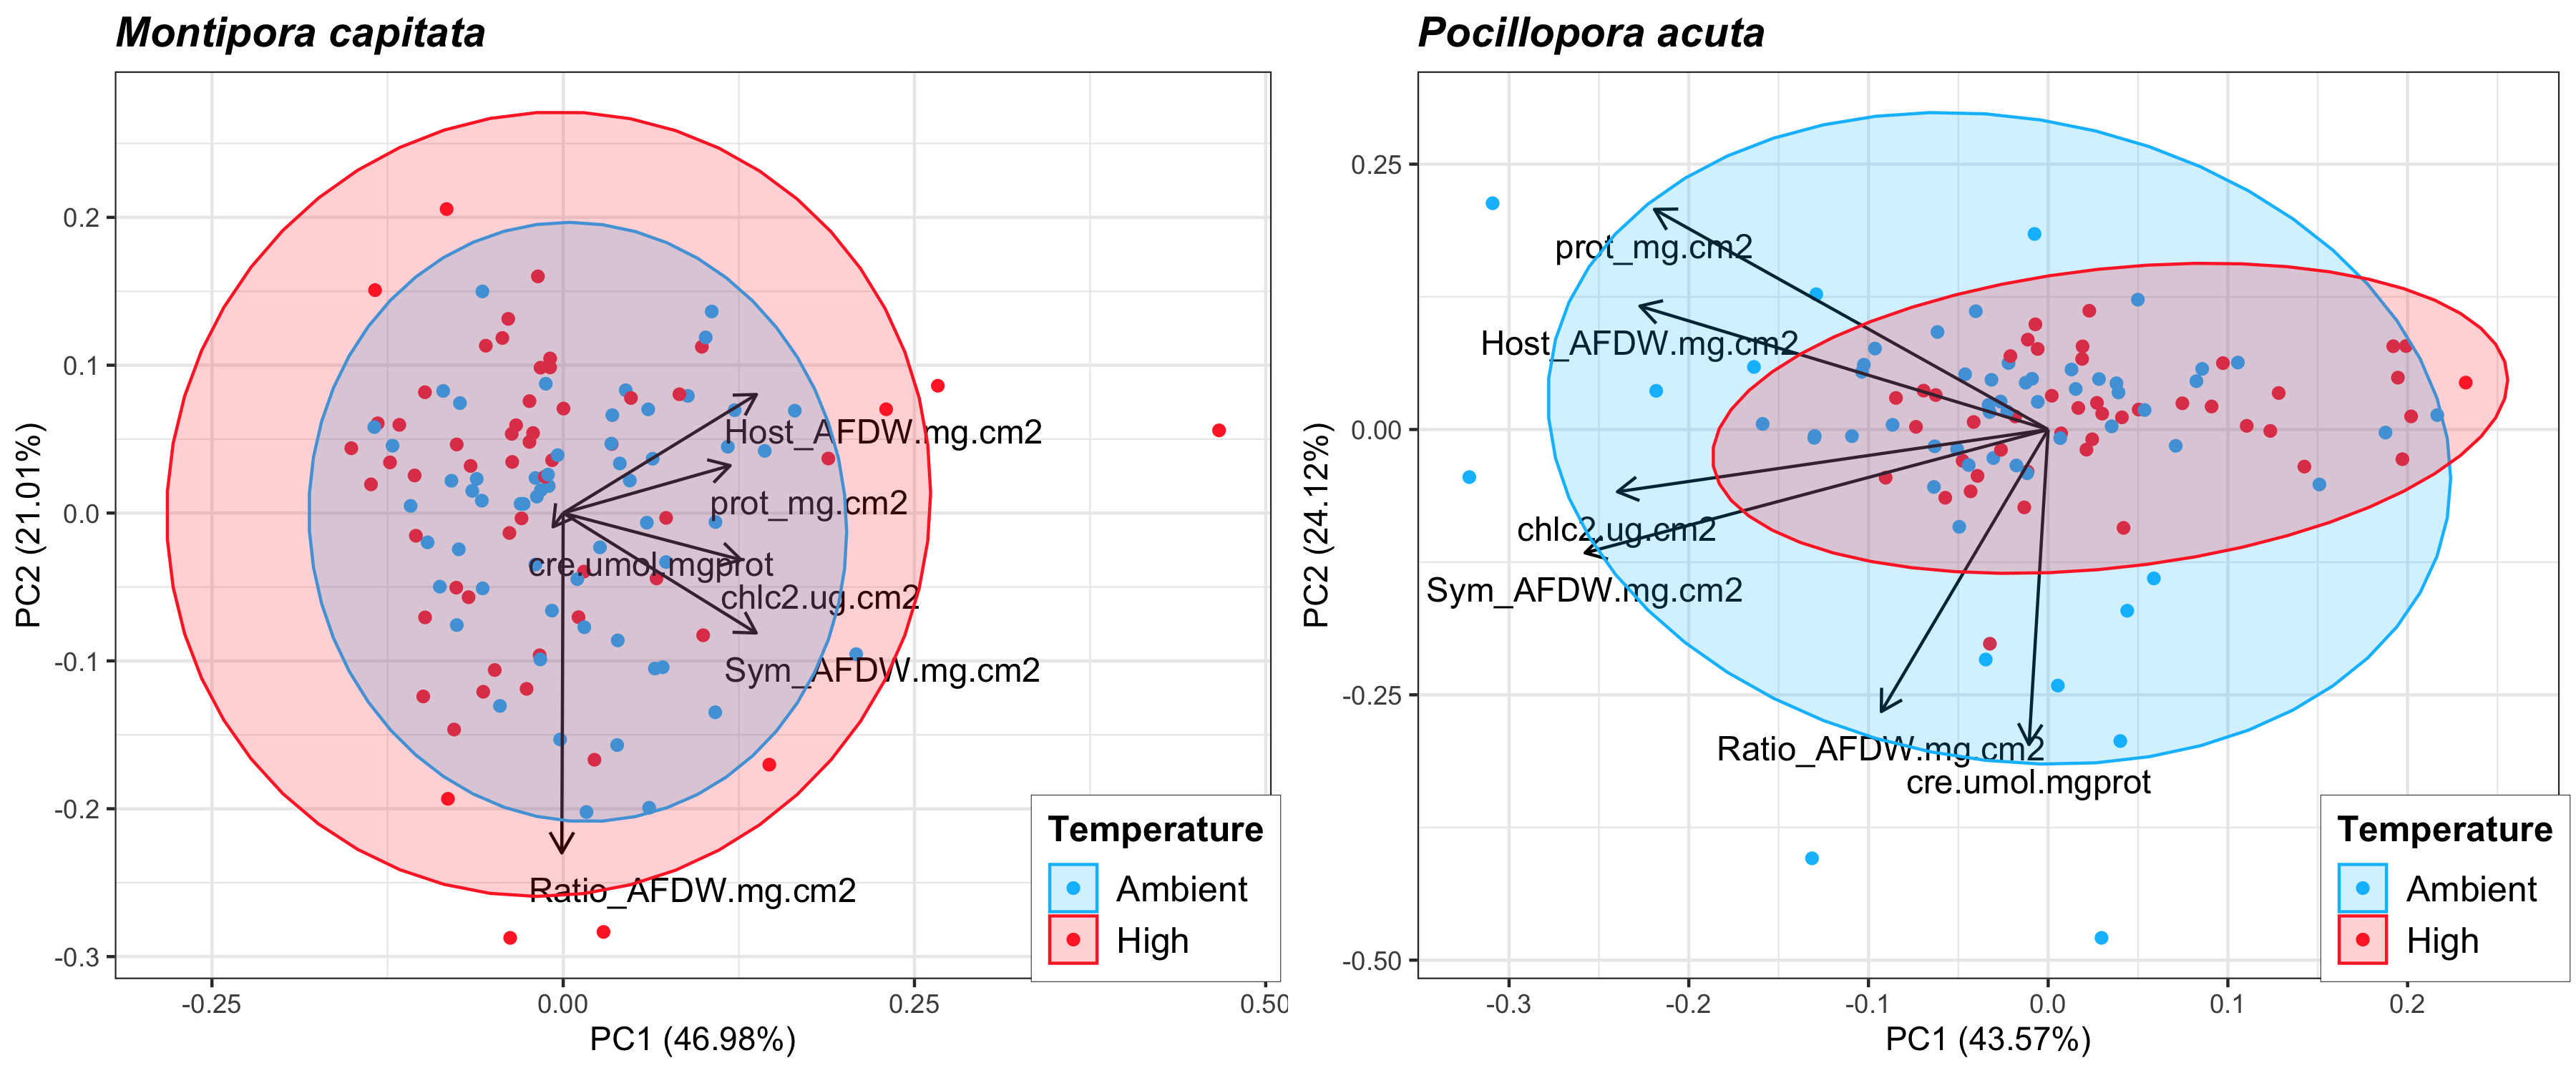 Montipora capitata
PC2 (21.01%)
0.2
0.1
0.0
-0.1
-0.2
-0.3
Host_AFDW.mg.cm2
prot_mg.cm2
cre.umol.mgprot
chlc2.ug.cm2
Sym_AFDW.mg.cm2
Ratio_AFDW.mg.cm2
Temperature
Ambient
High
-0.25
0.00
0.25
0.50
PC1 (46.98%)
Pocillopora acuta
PC2 (24.12%)
0.25
0.00
-0.25
-0.50
prot_mg.cm2
Host_AFDW.mg.cm2
chlc2.ug.cm2
Sym_AFDW.mg.cm2
Ratio_AFDW.mg.cm2
cre.umol.mgprot
Temperature
Ambient
High
-0.3
-0.2
-0.1
0.0
0.1
0.2
PC1 (43.57%)